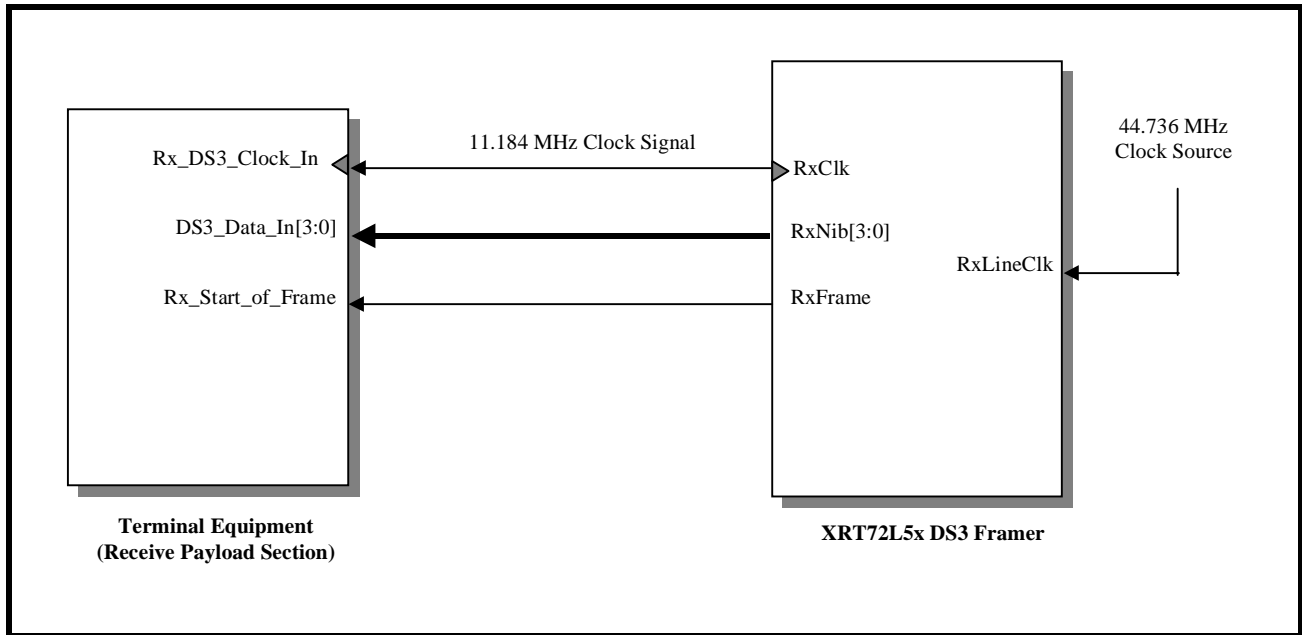 44.736 MHz
Clock Source
11.184 MHz Clock Signal
Rx_DS3_Clock_In
RxClk
DS3_Data_In[3:0]
RxNib[3:0]
RxLineClk
Rx_Start_of_Frame
RxFrame
Terminal Equipment
(Receive Payload Section)
XRT72L5x DS3 Framer